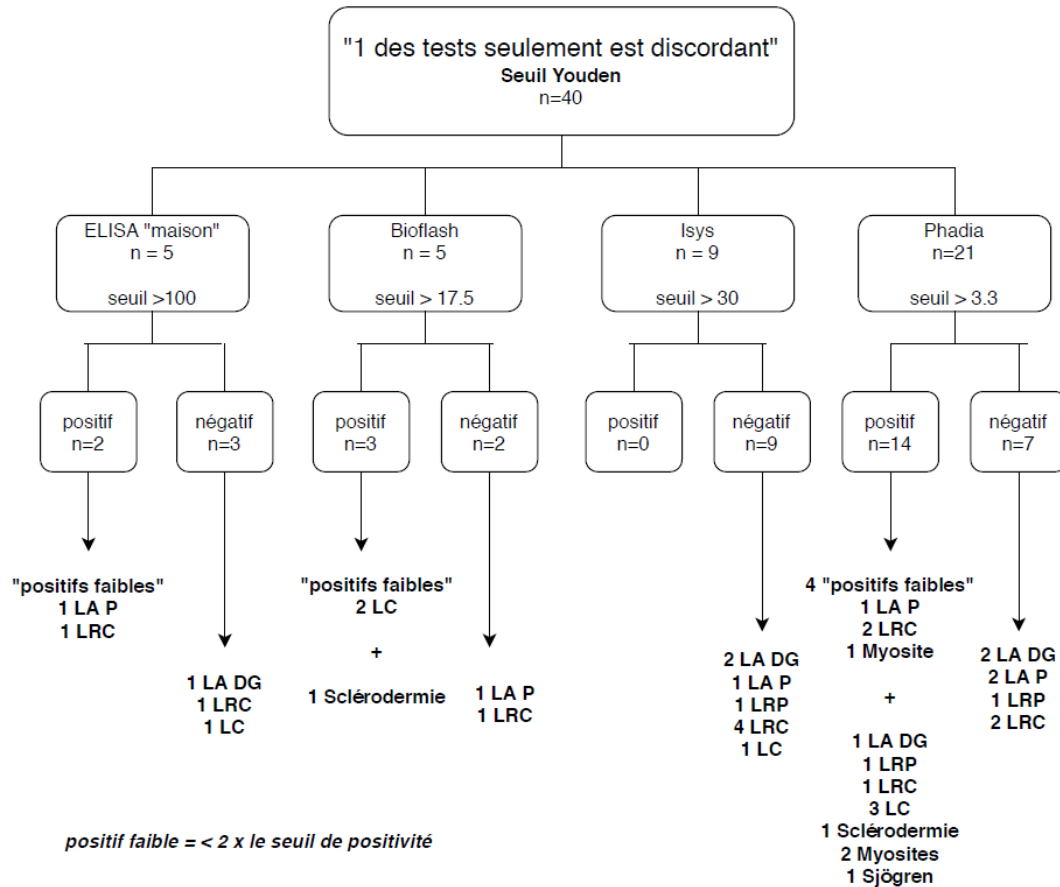 "1 des tests seulement est discordant"
Seuil Youden
n=40
ELISA "maison"
n = 5
seuil >100
Bioflash
n = 5
seuil > 17.5
Isys
n = 9
seuil > 30
Phadia
n=21
seuil > 3.3
positif
n=2
négatif
n=3
positif
n=3
négatif
n=2
positif
n=0
négatif
n=9
positif
n=14
négatif
n=7
"positifs faibles"
1 LA P
1 LRC
1 LA DG
1 LRC
1 LC
"positifs faibles"
2 LC
+
1 Sclérodermie
1 LA P
1 LRC
2 LA DG
1 LA P
1 LRP
4 LRC
1 LC
4 "positifs faibles"
1 LA P
2 LRC
1 Myosite
+
1 LA DG
1 LRP
1 LRC
3 LC
1 Sclérodermie
2 Myosites
1 Sjögren
2 LA DG
2 LA P
1 LRP
2 LRC
positif faible = < 2 x le seuil de positivité